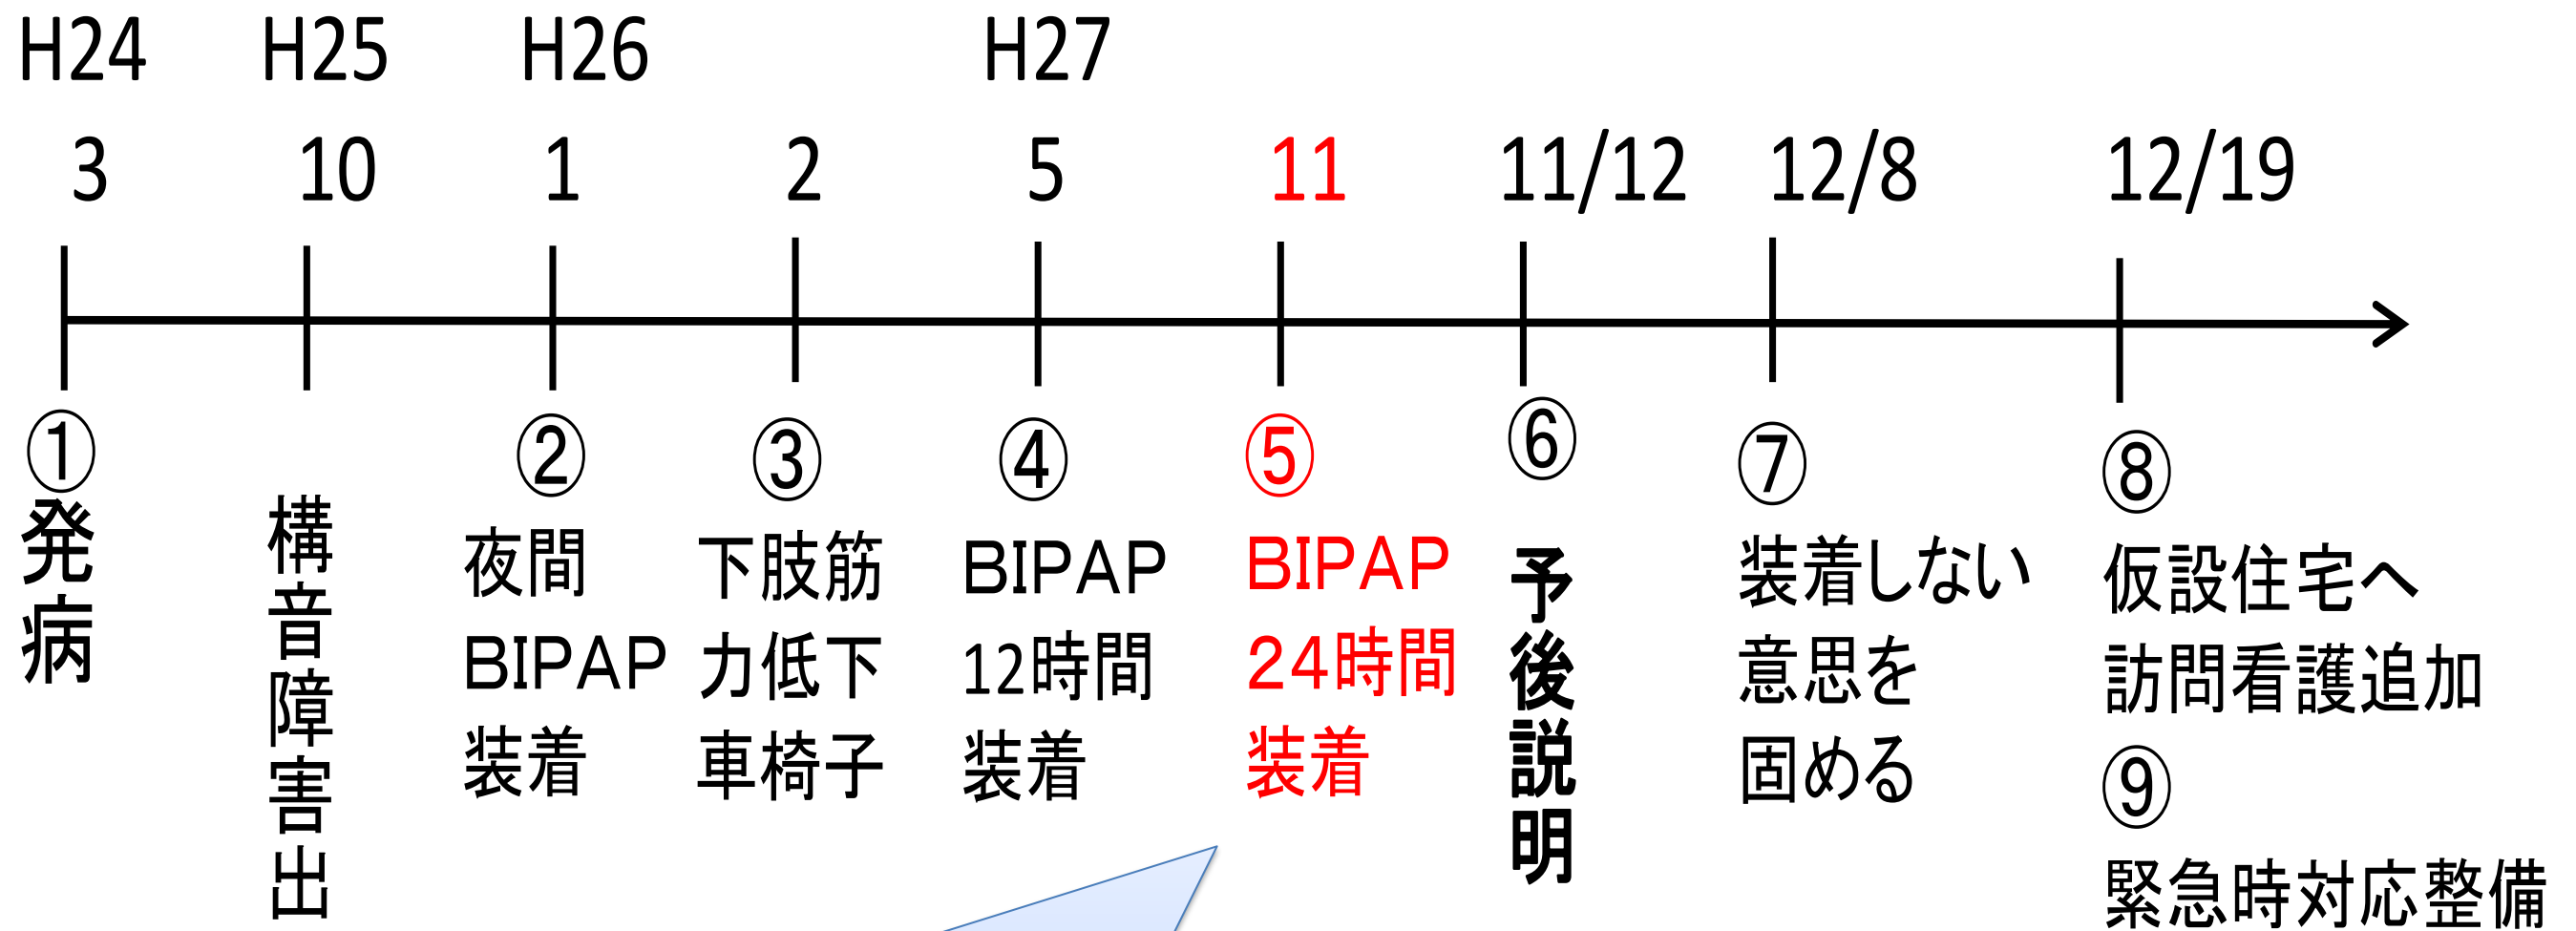 H24 H25 H26 H27
3 10 1 2 5 11 11/12 12/8 12/19
①
発病
構音障害出
②
夜間
BIPAP
装着
③
下肢筋
力低下
車椅子
④
BIPAP
12時間
装着
⑤
BIPAP
24時間
装着
⑥
予後説明
⑦
装着しない
意思を
固める
⑧
仮設住宅へ
訪問看護追加
⑨
緊急時対応整備